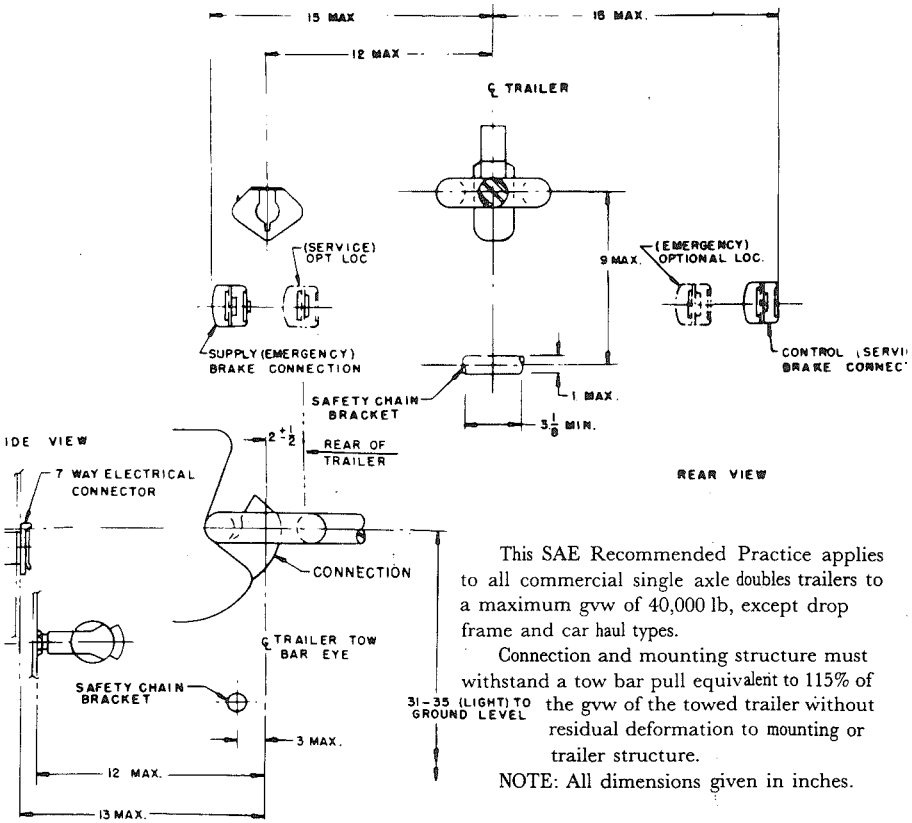 15 MAX
16 MAX.
12 MAX
℄ TRAILER
(SERVICE)
OPT LOC
9 MAX.
(EMERGENCY)
OPTIONAL LOC.
SUPPLY (EMERGENCY)
BRAKE CONNECTION
CONTROL (SERVI
BRAKE CONNECT
SAFETY CHAIN
BRACKET
1 MAX.
3 1/8 MIN.
IDE VIEW
2 ± 1/2
REAR OF
TRAILER
REAR VIEW
7 WAY ELECTRICAL
CONNECTOR
CONNECTION
℄ TRAILER TOW
BAR EYE
SAFETY CHAIN
BRACKET
31-35 (LIGHT) TO
GROUND LEVEL
3 MAX.
12 MAX.
13 MAX.
This SAE Recommended Practice applies
to all commercial single axle doubles trailers to
a maximum gvw of 40,000 lb, except drop
frame and car haul types.
Connection and mounting structure must
withstand a tow bar pull equivalent to 115% of
the gvw of the towed trailer without
residual deformation to mounting or
trailer structure.
NOTE: All dimensions given in inches.